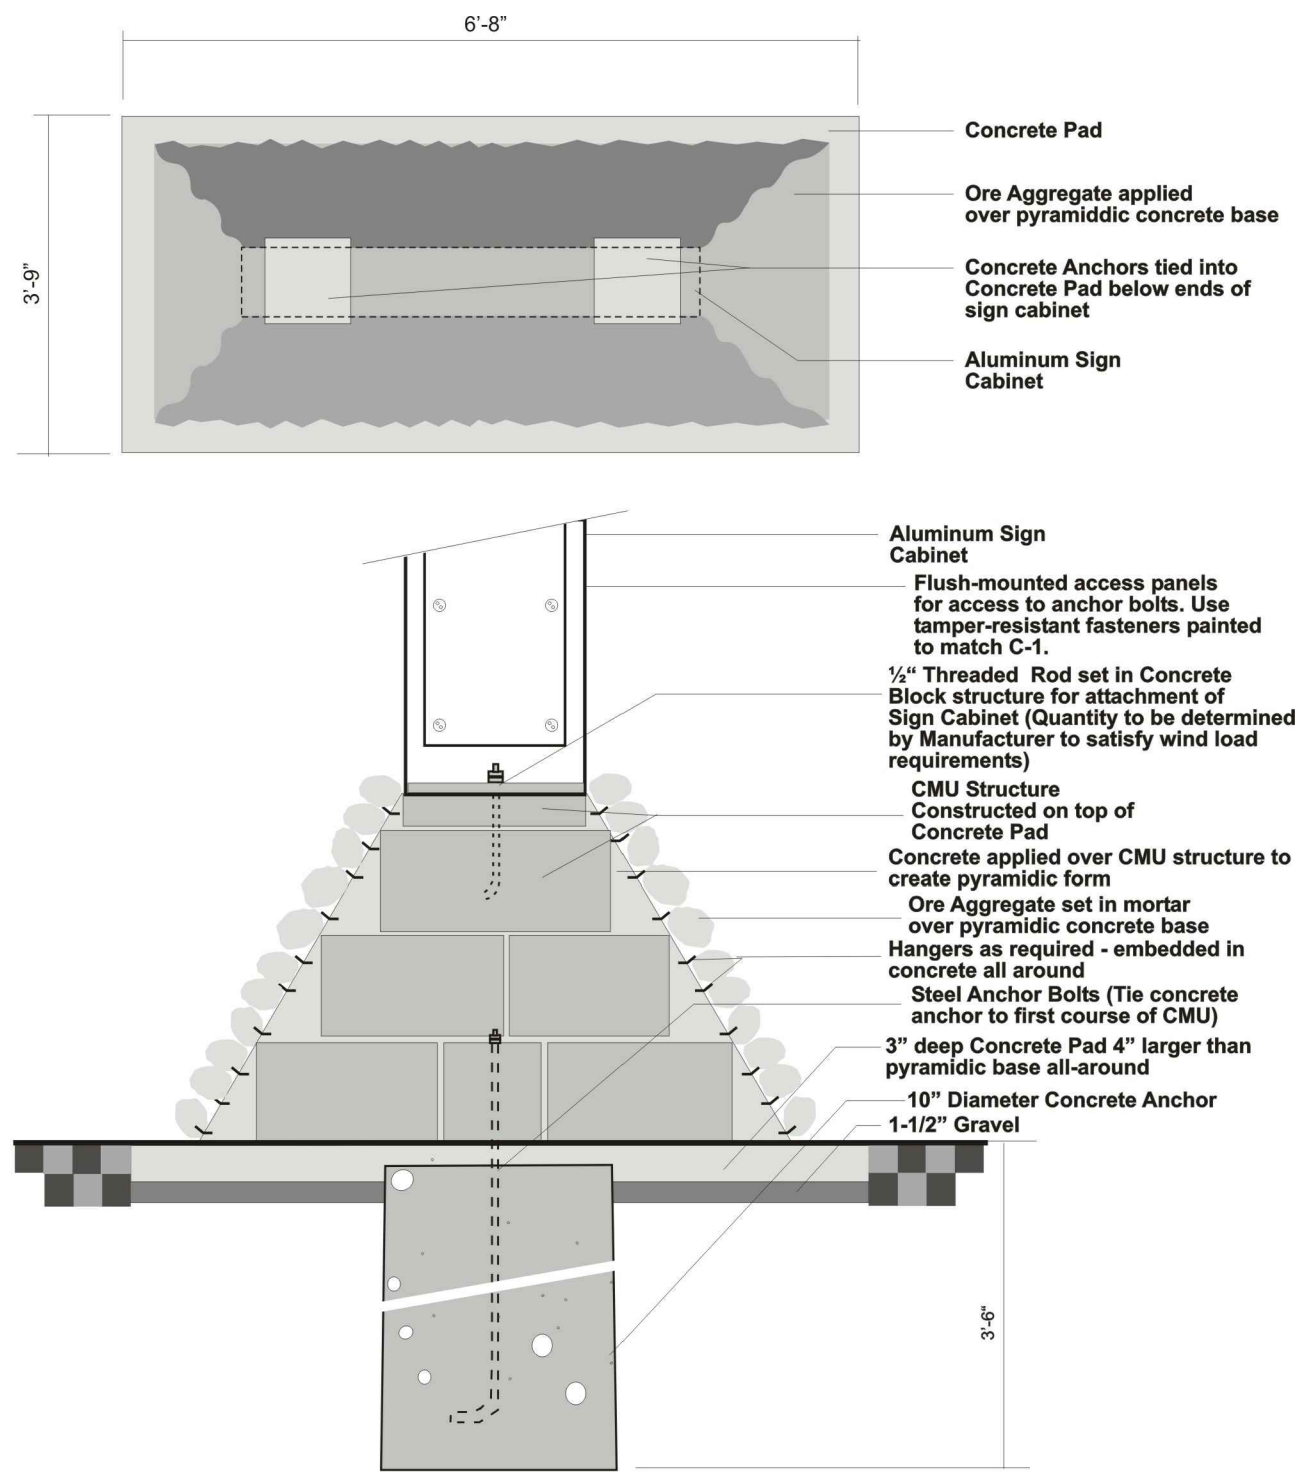 6’-8”
3’-9”
Concrete Pad
Ore Aggregate applied
over pyramiddic concrete base
Concrete Anchors tied into
Concrete Pad below ends of
sign cabinet
Aluminum Sign
Cabinet
Aluminum Sign
Cabinet
Flush-mounted access panels
for access to anchor bolts. Use
tamper-resistant fasteners painted
to match C-1.
½“ Threaded Rod set in Concrete
Block structure for attachment of
Sign Cabinet (Quantity to be determined
by Manufacturer to satisfy wind load
requirements)
CMU Structure
Constructed on top of
Concrete Pad
Concrete applied over CMU structure to
create pyramidic form
Ore Aggregate set in mortar
over pyramidic concrete base
Hangers as required - embedded in
concrete all around
Steel Anchor Bolts (Tie concrete
anchor to first course of CMU)
3” deep Concrete Pad 4” larger than
pyramidic base all-around
10” Diameter Concrete Anchor
1-1/2” Gravel
3’-6“